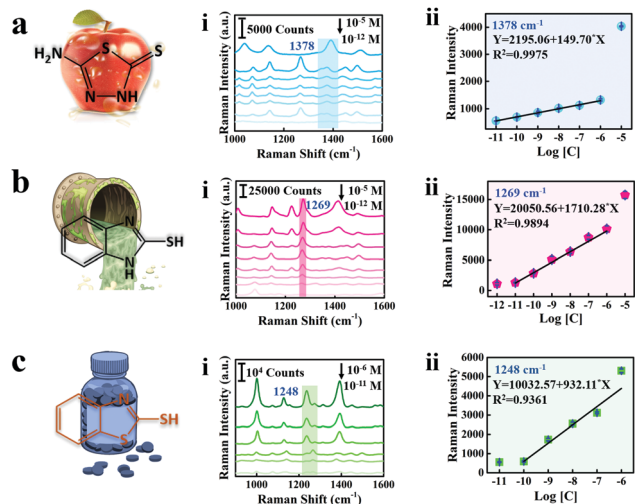 a
H₂N
S
S
N
NH
i
5000 Counts
10⁻⁵ M
10⁻¹² M
1378
Raman Intensity (a.u.)
1000 1200 1400 1600
Raman Shift (cm⁻¹)
ii
1378 cm⁻¹
Y=2195.06+149.70*X
R²=0.9975
Raman Intensity
4000
3000
2000
1000
-11 -10 -9 -8 -7 -6 -5
Log [C]
b
N
SH
N
H
i
25000 Counts
10⁻⁵ M
10⁻¹² M
1269
Raman Intensity (a.u.)
1000 1200 1400 1600
Raman Shift (cm⁻¹)
ii
1269 cm⁻¹
Y=20050.56+1710.28*X
R²=0.9894
Raman Intensity
15000
10000
5000
0
-12 -11 -10 -9 -8 -7 -6 -5
Log [C]
c
N
SH
S
i
10⁴ Counts
10⁻⁶ M
10⁻¹¹ M
1248
Raman Intensity (a.u.)
1000 1200 1400 1600
Raman Shift (cm⁻¹)
ii
1248 cm⁻¹
Y=10032.57+932.11*X
R²=0.9361
Raman Intensity
6000
5000
4000
3000
2000
1000
0
-11 -10 -9 -8 -7 -6
Log [C]